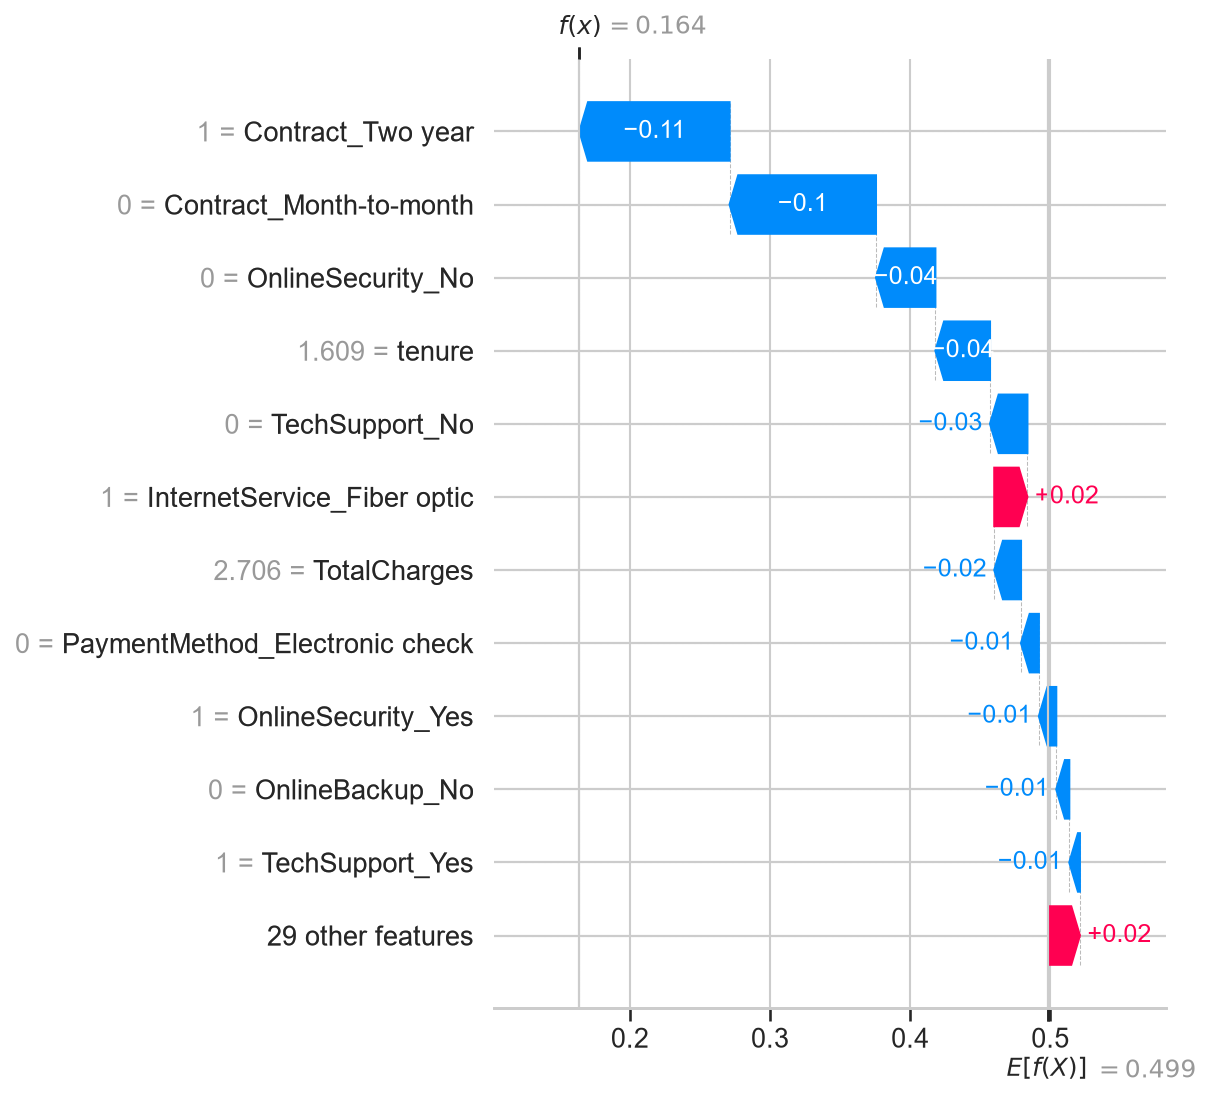 f(x) = 0.164
1 = Contract_Two year −0.11
0 = Contract_Month-to-month −0.1
0 = OnlineSecurity_No −0.04
1.609 = tenure −0.04
0 = TechSupport_No −0.03
1 = InternetService_Fiber optic +0.02
2.706 = TotalCharges −0.02
0 = PaymentMethod_Electronic check −0.01
1 = OnlineSecurity_Yes −0.01
0 = OnlineBackup_No −0.01
1 = TechSupport_Yes −0.01
29 other features +0.02
0.2 0.3 0.4 0.5
E[f(X)] = 0.499